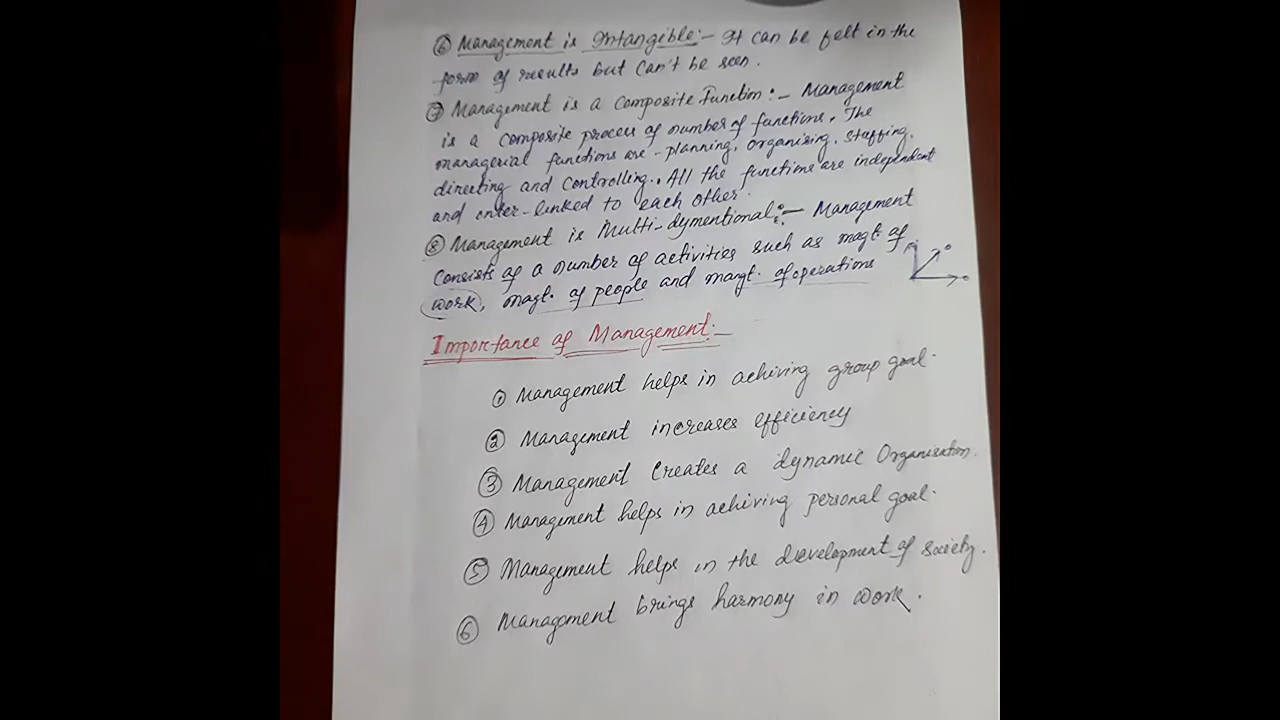 ⑥ Management is Intangible:- It can be felt in the
form of results but can't be seen.
⑦ Management is a composite Function:- Management
is a composite process of number of functions. The
managerial functions are - planning, organising, staffing,
directing and controlling. All the functions are independent
and inter-linked to each other.
⑧ Management is Multi-dymentional:- Management
consists of a number of activities such as magt. of
work, magt. of people and mangt. of operations
Importance of Management:-
① Management helps in achiving group goal.
② Management increases efficiency
③ Management creates a dynamic Organisation.
④ Management helps in achiving personal goal.
⑤ Management helps in the development of society.
⑥ Management brings harmony in work.